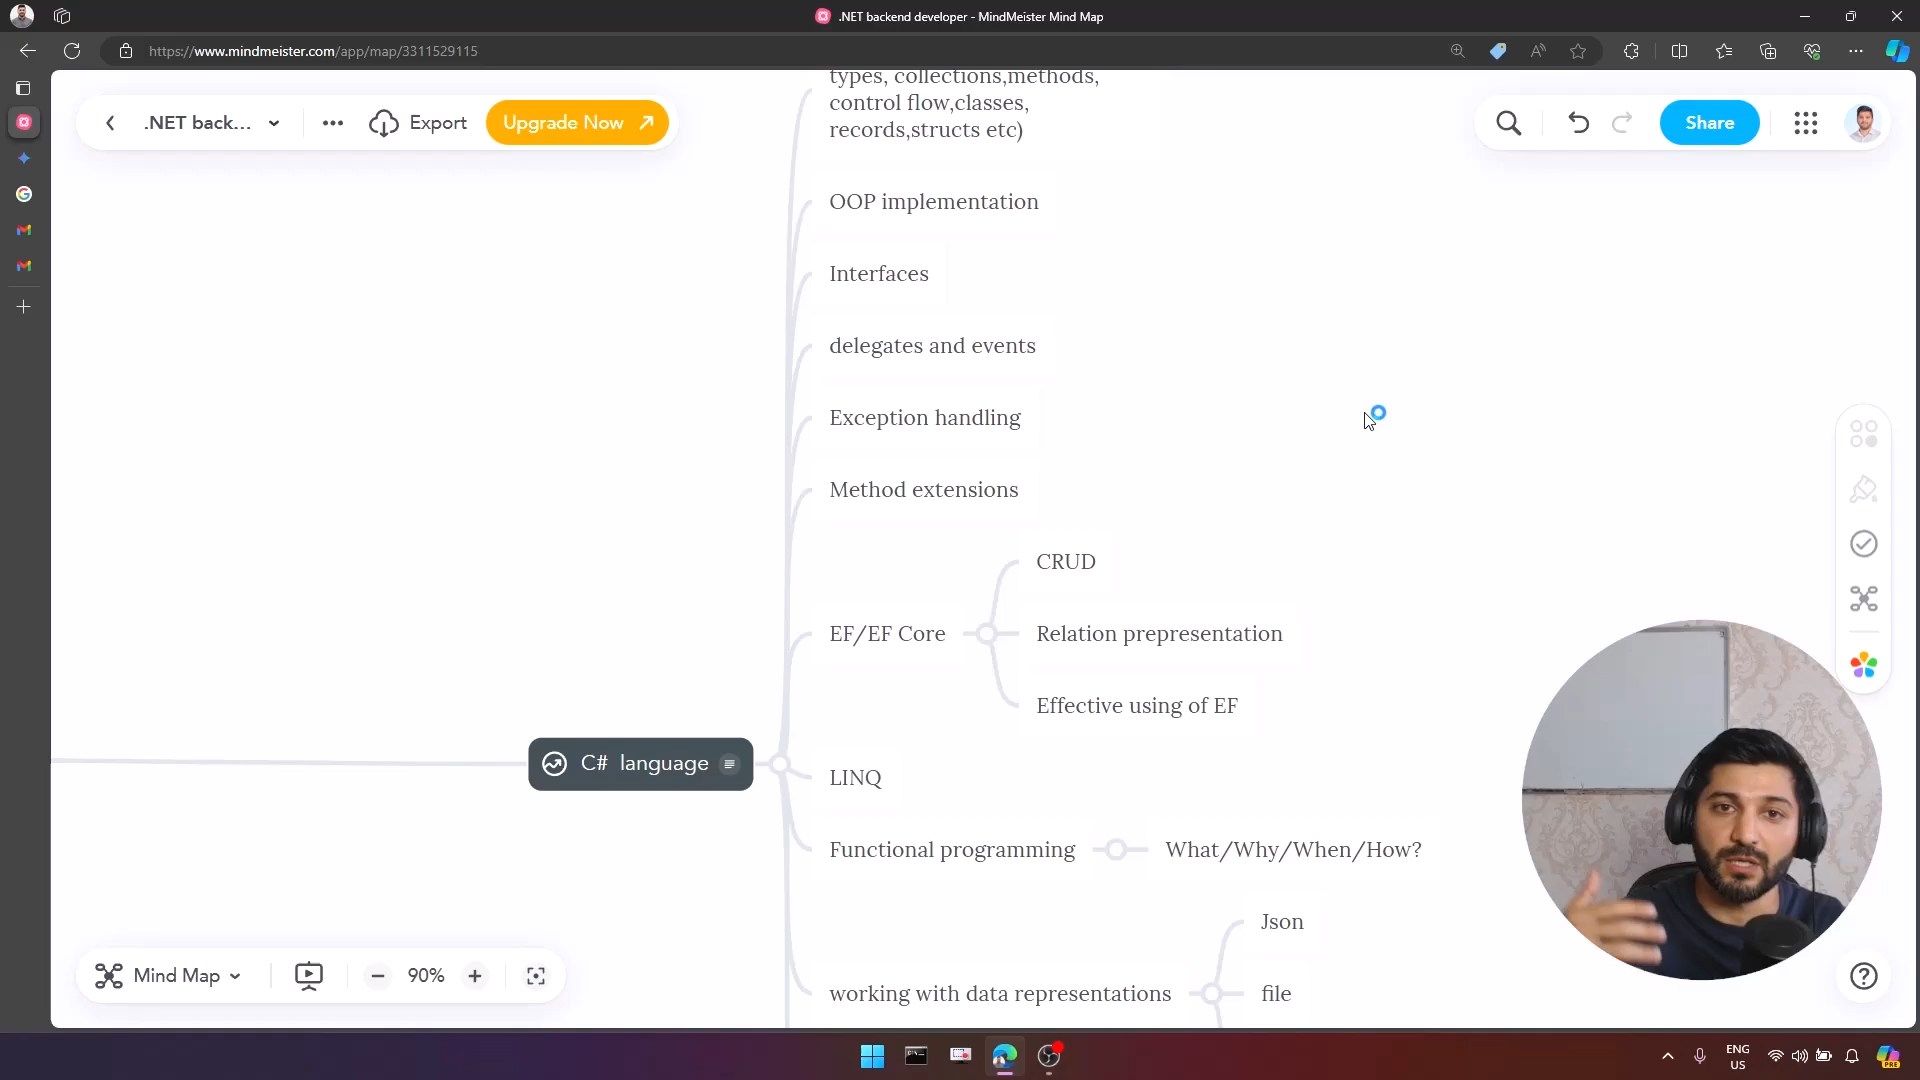 .NET backend developer - MindMeister Mind Map
https://www.mindmeister.com/app/map/3311529115
.NET back...
Export
Upgrade Now
Share
types, collections,methods,
control flow,classes,
records,structs etc)
OOP implementation
Interfaces
delegates and events
Exception handling
Method extensions
CRUD
EF/EF Core
Relation prepresentation
Effective using of EF
C# language
LINQ
Functional programming
What/Why/When/How?
Json
working with data representations
file
Mind Map
90%
ENG
US
PRE